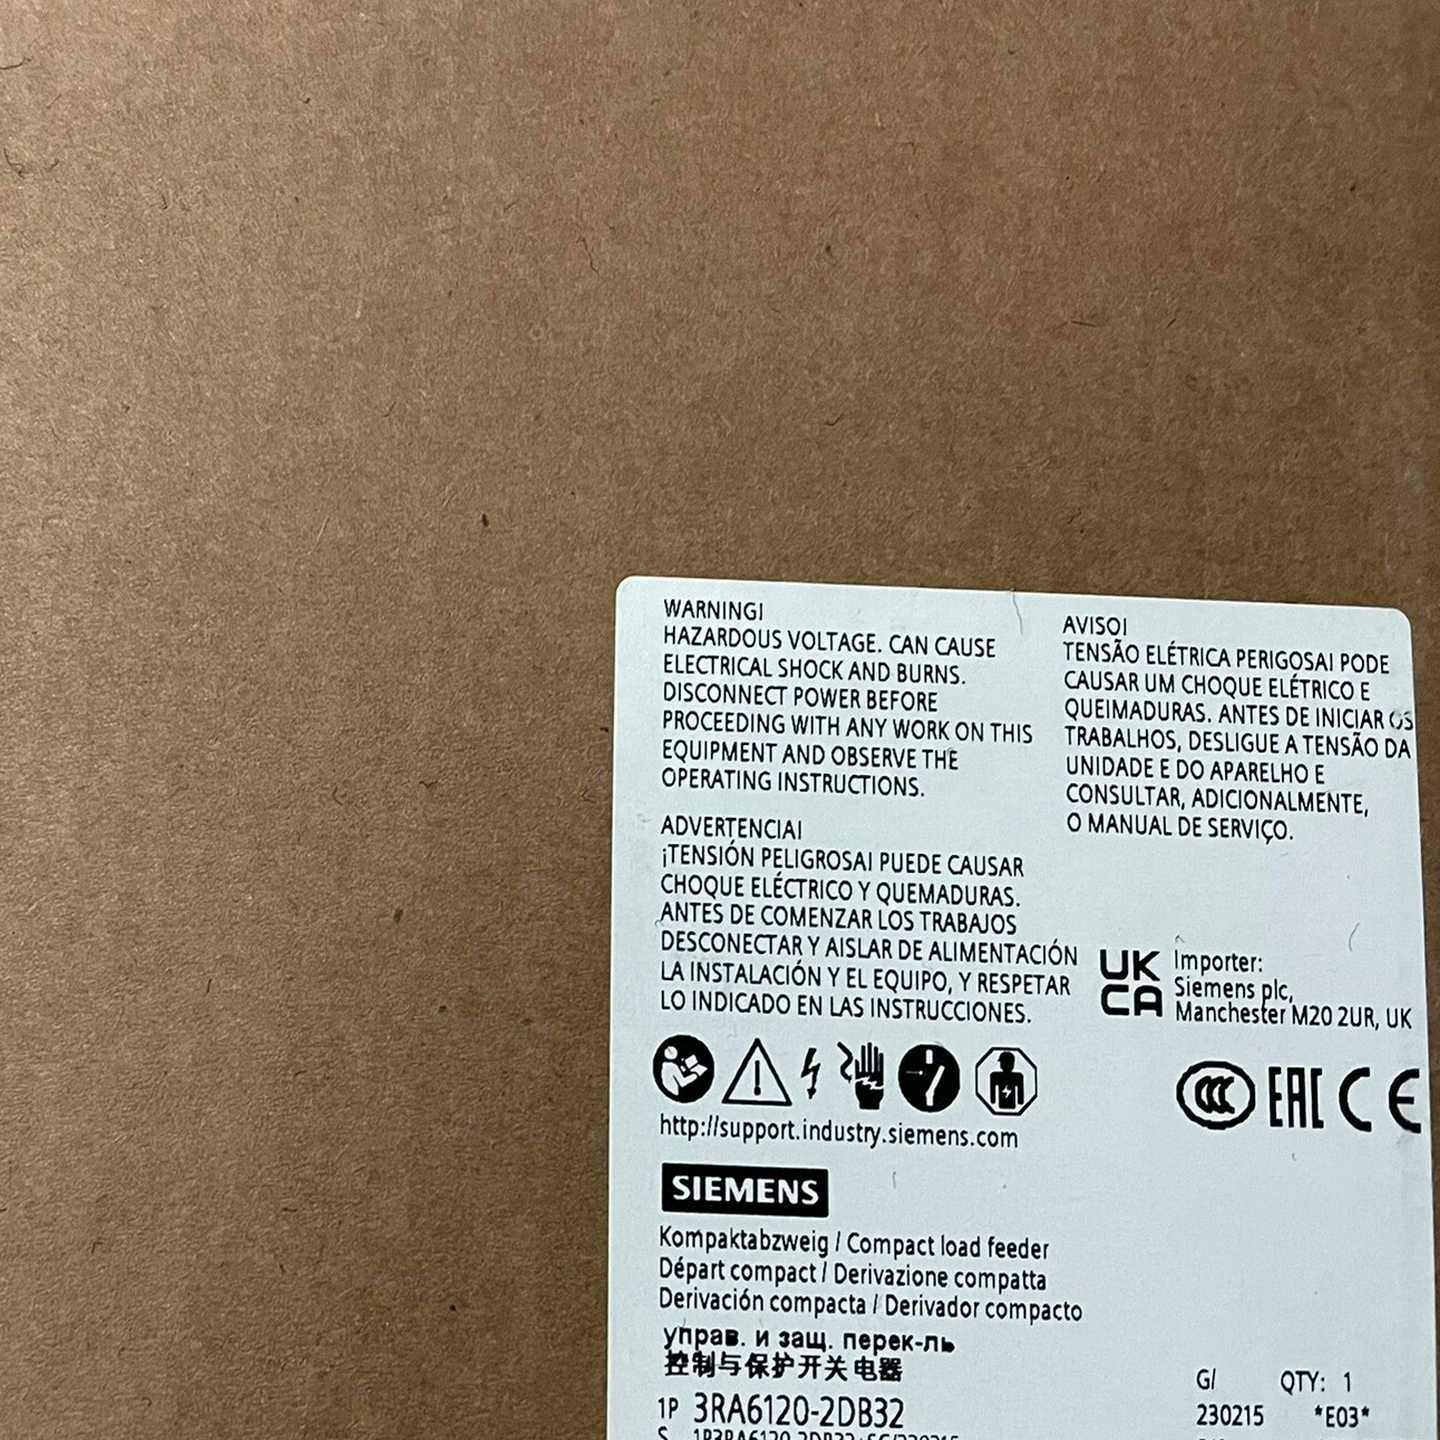 WARNING!
HAZARDOUS VOLTAGE. CAN CAUSE
ELECTRICAL SHOCK AND BURNS.
DISCONNECT POWER BEFORE
PROCEEDING WITH ANY WORK ON THIS
EQUIPMENT AND OBSERVE THE
OPERATING INSTRUCTIONS.
AVISO!
TENSÃO ELÉTRICA PERIGOSA! PODE
CAUSAR UM CHOQUE ELÉTRICO E
QUEIMADURAS. ANTES DE INICIAR OS
TRABALHOS, DESLIGUE A TENSÃO DA
UNIDADE E DO APARELHO E
CONSULTAR, ADICIONALMENTE,
O MANUAL DE SERVIÇO.
ADVERTENCIA!
¡TENSIÓN PELIGROSA! PUEDE CAUSAR
CHOQUE ELÉCTRICO Y QUEMADURAS.
ANTES DE COMENZAR LOS TRABAJOS
DESCONECTAR Y AISLAR DE ALIMENTACIÓN
LA INSTALACIÓN Y EL EQUIPO, Y RESPETAR
LO INDICADO EN LAS INSTRUCCIONES.
UK
CA
Importer:
Siemens plc,
Manchester M20 2UR, UK
CCC EAC CE
http://support.industry.siemens.com
SIEMENS
Kompaktabzweig / Compact load feeder
Départ compact / Derivazione compatta
Derivación compacta / Derivador compacto
управ. и защ. перек-ль
控制与保护开关电器
G/ QTY: 1
1P 3RA6120-2DB32 230215 *E03*